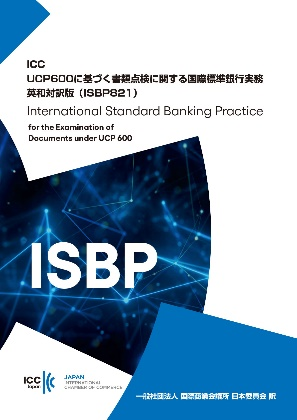 ICC
UCP600に基づく書類点検に関する国際標準銀行実務
英和対訳版（ISBP821）
International Standard Banking Practice
for the Examination of
Documents under UCP 600
ISBP
ICC
Japan
JAPAN
INTERNATIONAL
CHAMBER OF COMMERCE
一般社団法人 国際商業会議所 日本委員会 訳